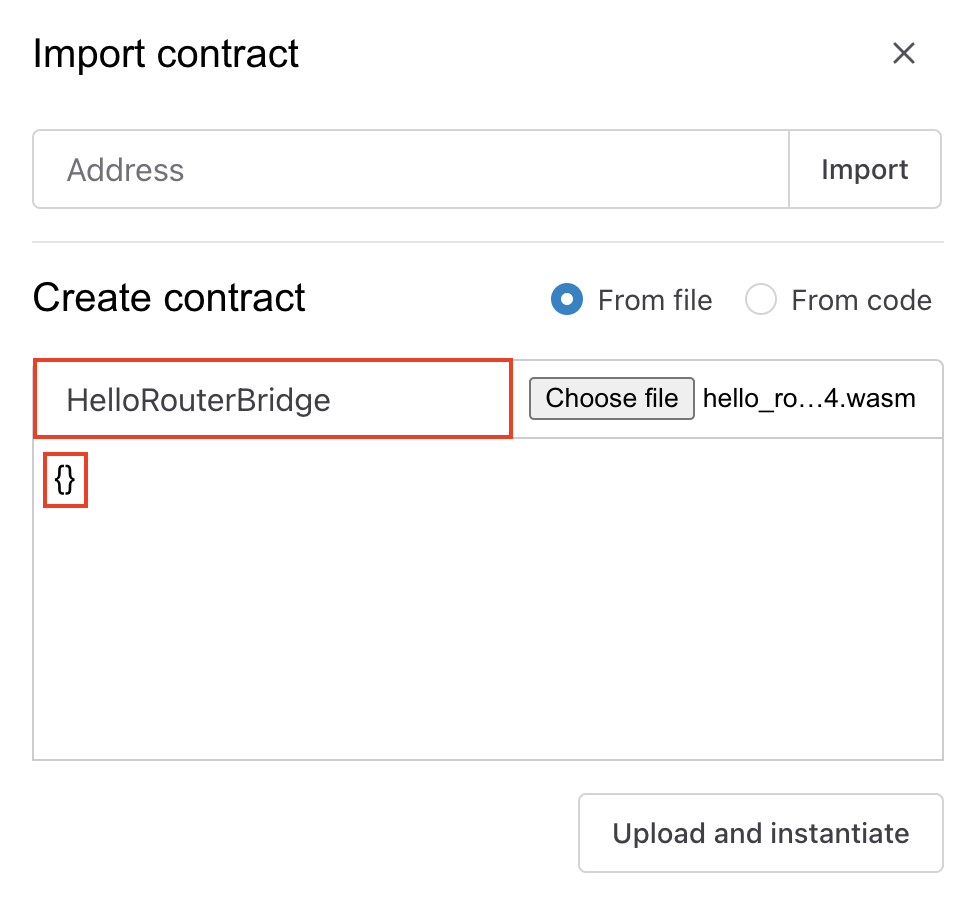 Import contract
Address
Import
Create contract
From file
From code
HelloRouterBridge
Choose file
hello_ro...4.wasm
{}
Upload and instantiate